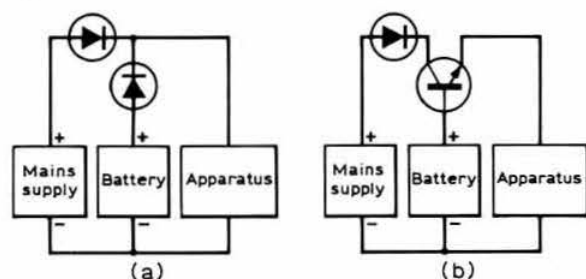 + +
Mains
supply
Battery
Apparatus
− −
(a)
+ +
Mains
supply
Battery
Apparatus
− −
(b)